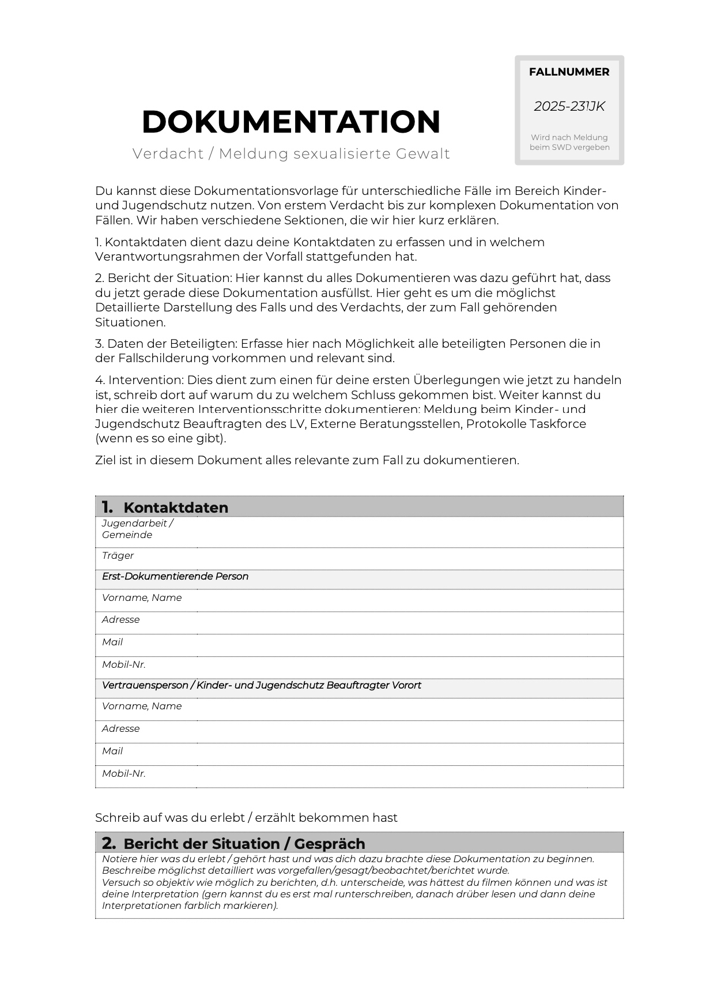 FALLNUMMER
2025-231JK
Wird nach Meldung
beim SWD vergeben
DOKUMENTATION
Verdacht / Meldung sexualisierte Gewalt
Du kannst diese Dokumentationsvorlage für unterschiedliche Fälle im Bereich Kinder-
und Jugendschutz nutzen. Von erstem Verdacht bis zur komplexen Dokumentation von
Fällen. Wir haben verschiedene Sektionen, die wir hier kurz erklären.
1. Kontaktdaten dient dazu deine Kontaktdaten zu erfassen und in welchem
Verantwortungsrahmen der Vorfall stattgefunden hat.
2. Bericht der Situation: Hier kannst du alles Dokumentieren was dazu geführt hat, dass
du jetzt gerade diese Dokumentation ausfüllst. Hier geht es um die möglichst
Detaillierte Darstellung des Falls und des Verdachts, der zum Fall gehörenden
Situationen.
3. Daten der Beteiligten: Erfasse hier nach Möglichkeit alle beteiligten Personen die in
der Fallschilderung vorkommen und relevant sind.
4. Intervention: Dies dient zum einen für deine ersten Überlegungen wie jetzt zu handeln
ist, schreib dort auf warum du zu welchem Schluss gekommen bist. Weiter kannst du
hier die weiteren Interventionsschritte dokumentieren: Meldung beim Kinder- und
Jugendschutz Beauftragten des LV, Externe Beratungsstellen, Protokolle Taskforce
(wenn es so eine gibt).
Ziel ist in diesem Dokument alles relevante zum Fall zu dokumentieren.
1. Kontaktdaten
Jugendarbeit /
Gemeinde
Träger
Erst-Dokumentierende Person
Vorname, Name
Adresse
Mail
Mobil-Nr.
Vertrauensperson / Kinder- und Jugendschutz Beauftragter Vorort
Vorname, Name
Adresse
Mail
Mobil-Nr.
Schreib auf was du erlebt / erzählt bekommen hast
2. Bericht der Situation / Gespräch
Notiere hier was du erlebt / gehört hast und was dich dazu brachte diese Dokumentation zu beginnen.
Beschreibe möglichst detailliert was vorgefallen/gesagt/beobachtet/berichtet wurde.
Versuch so objektiv wie möglich zu berichten, d.h. unterscheide, was hättest du filmen können und was ist
deine Interpretation (gern kannst du es erst mal runterschreiben, danach drüber lesen und dann deine
Interpretationen farblich markieren).